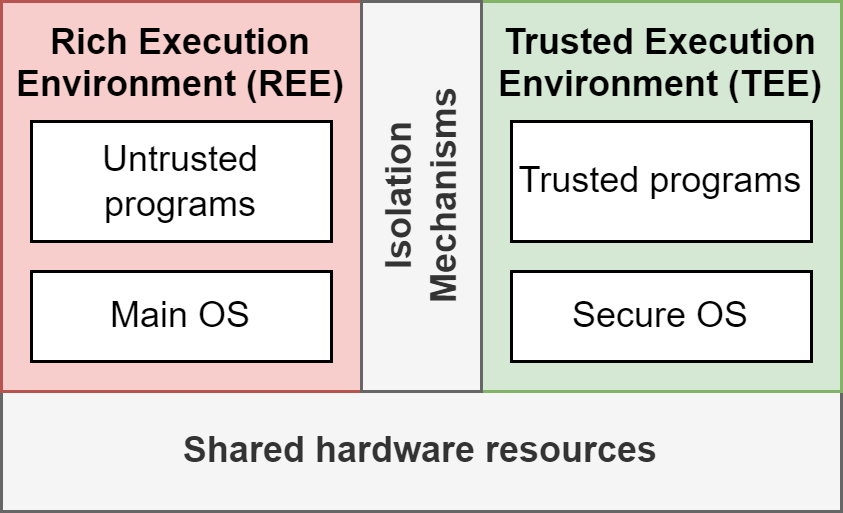 Rich Execution
Environment (REE)
Untrusted
programs
Main OS
Isolation
Mechanisms
Trusted Execution
Environment (TEE)
Trusted programs
Secure OS
Shared hardware resources